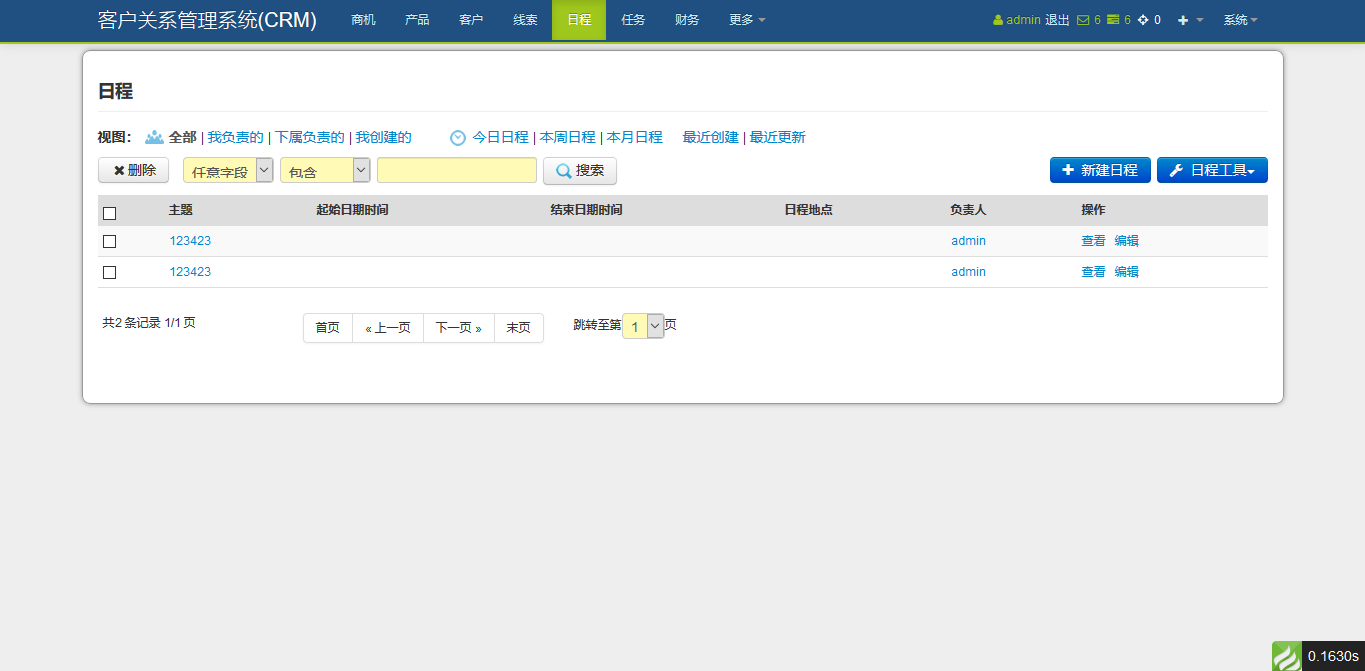 客户关系管理系统(CRM) 商机 产品 客户 线索 日程 任务 财务 更多 admin 退出 6 6 0 系统
日程
视图： 全部 | 我负责的 | 下属负责的 | 我创建的 今日日程 | 本周日程 | 本月日程 最近创建 | 最近更新
删除 任意字段 包含 搜索 新建日程 日程工具
主题 起始日期时间 结束日期时间 日程地点 负责人 操作
123423 admin 查看 编辑
123423 admin 查看 编辑
共2 条记录 1/1 页 首页 « 上一页 下一页 » 末页 跳转至第 1 页
0.1630s